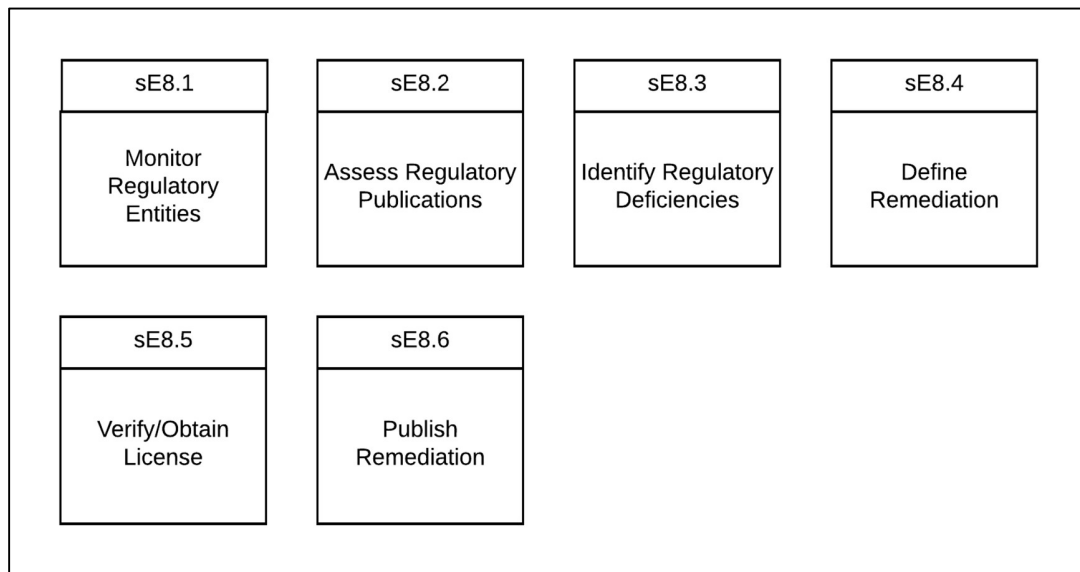 sE8.1
Monitor
Regulatory
Entities
sE8.2
Assess Regulatory
Publications
sE8.3
Identify Regulatory
Deficiencies
sE8.4
Define
Remediation
sE8.5
Verify/Obtain
License
sE8.6
Publish
Remediation